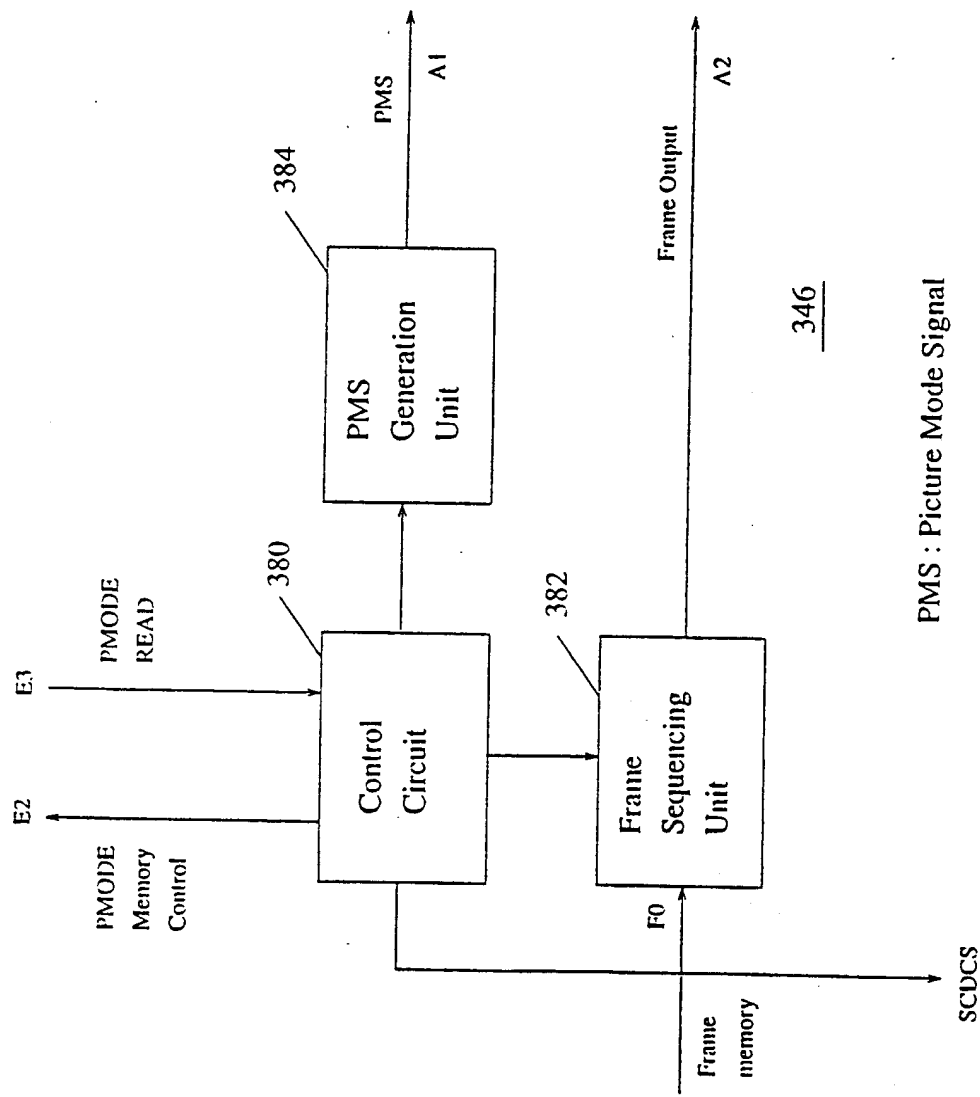 E2
E3
PMODE
Memory
Control
PMODE
READ
380
384
Control
Circuit
PMS
Generation
Unit
PMS
A1
382
Frame
memory
F0
Frame
Sequencing
Unit
Frame Output
A2
SCDCS
346
PMS : Picture Mode Signal